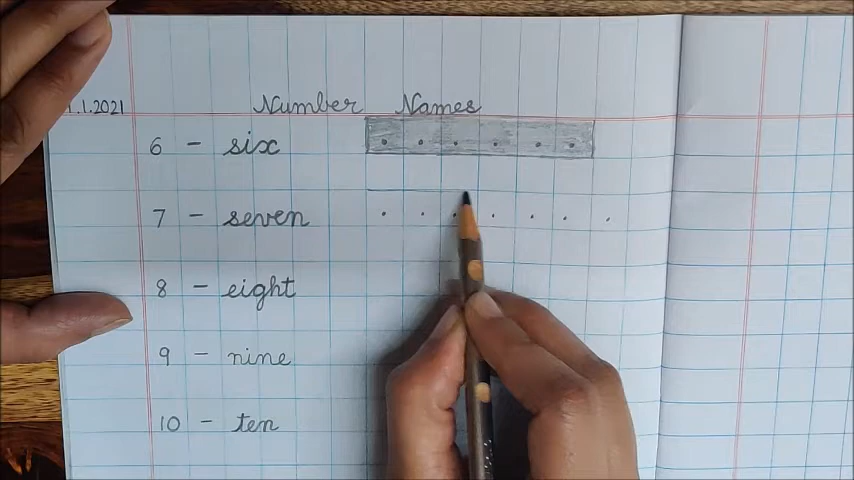 1.1.2021
Number Names
6 - six
7 - seven
8 - eight
9 - nine
10 - ten